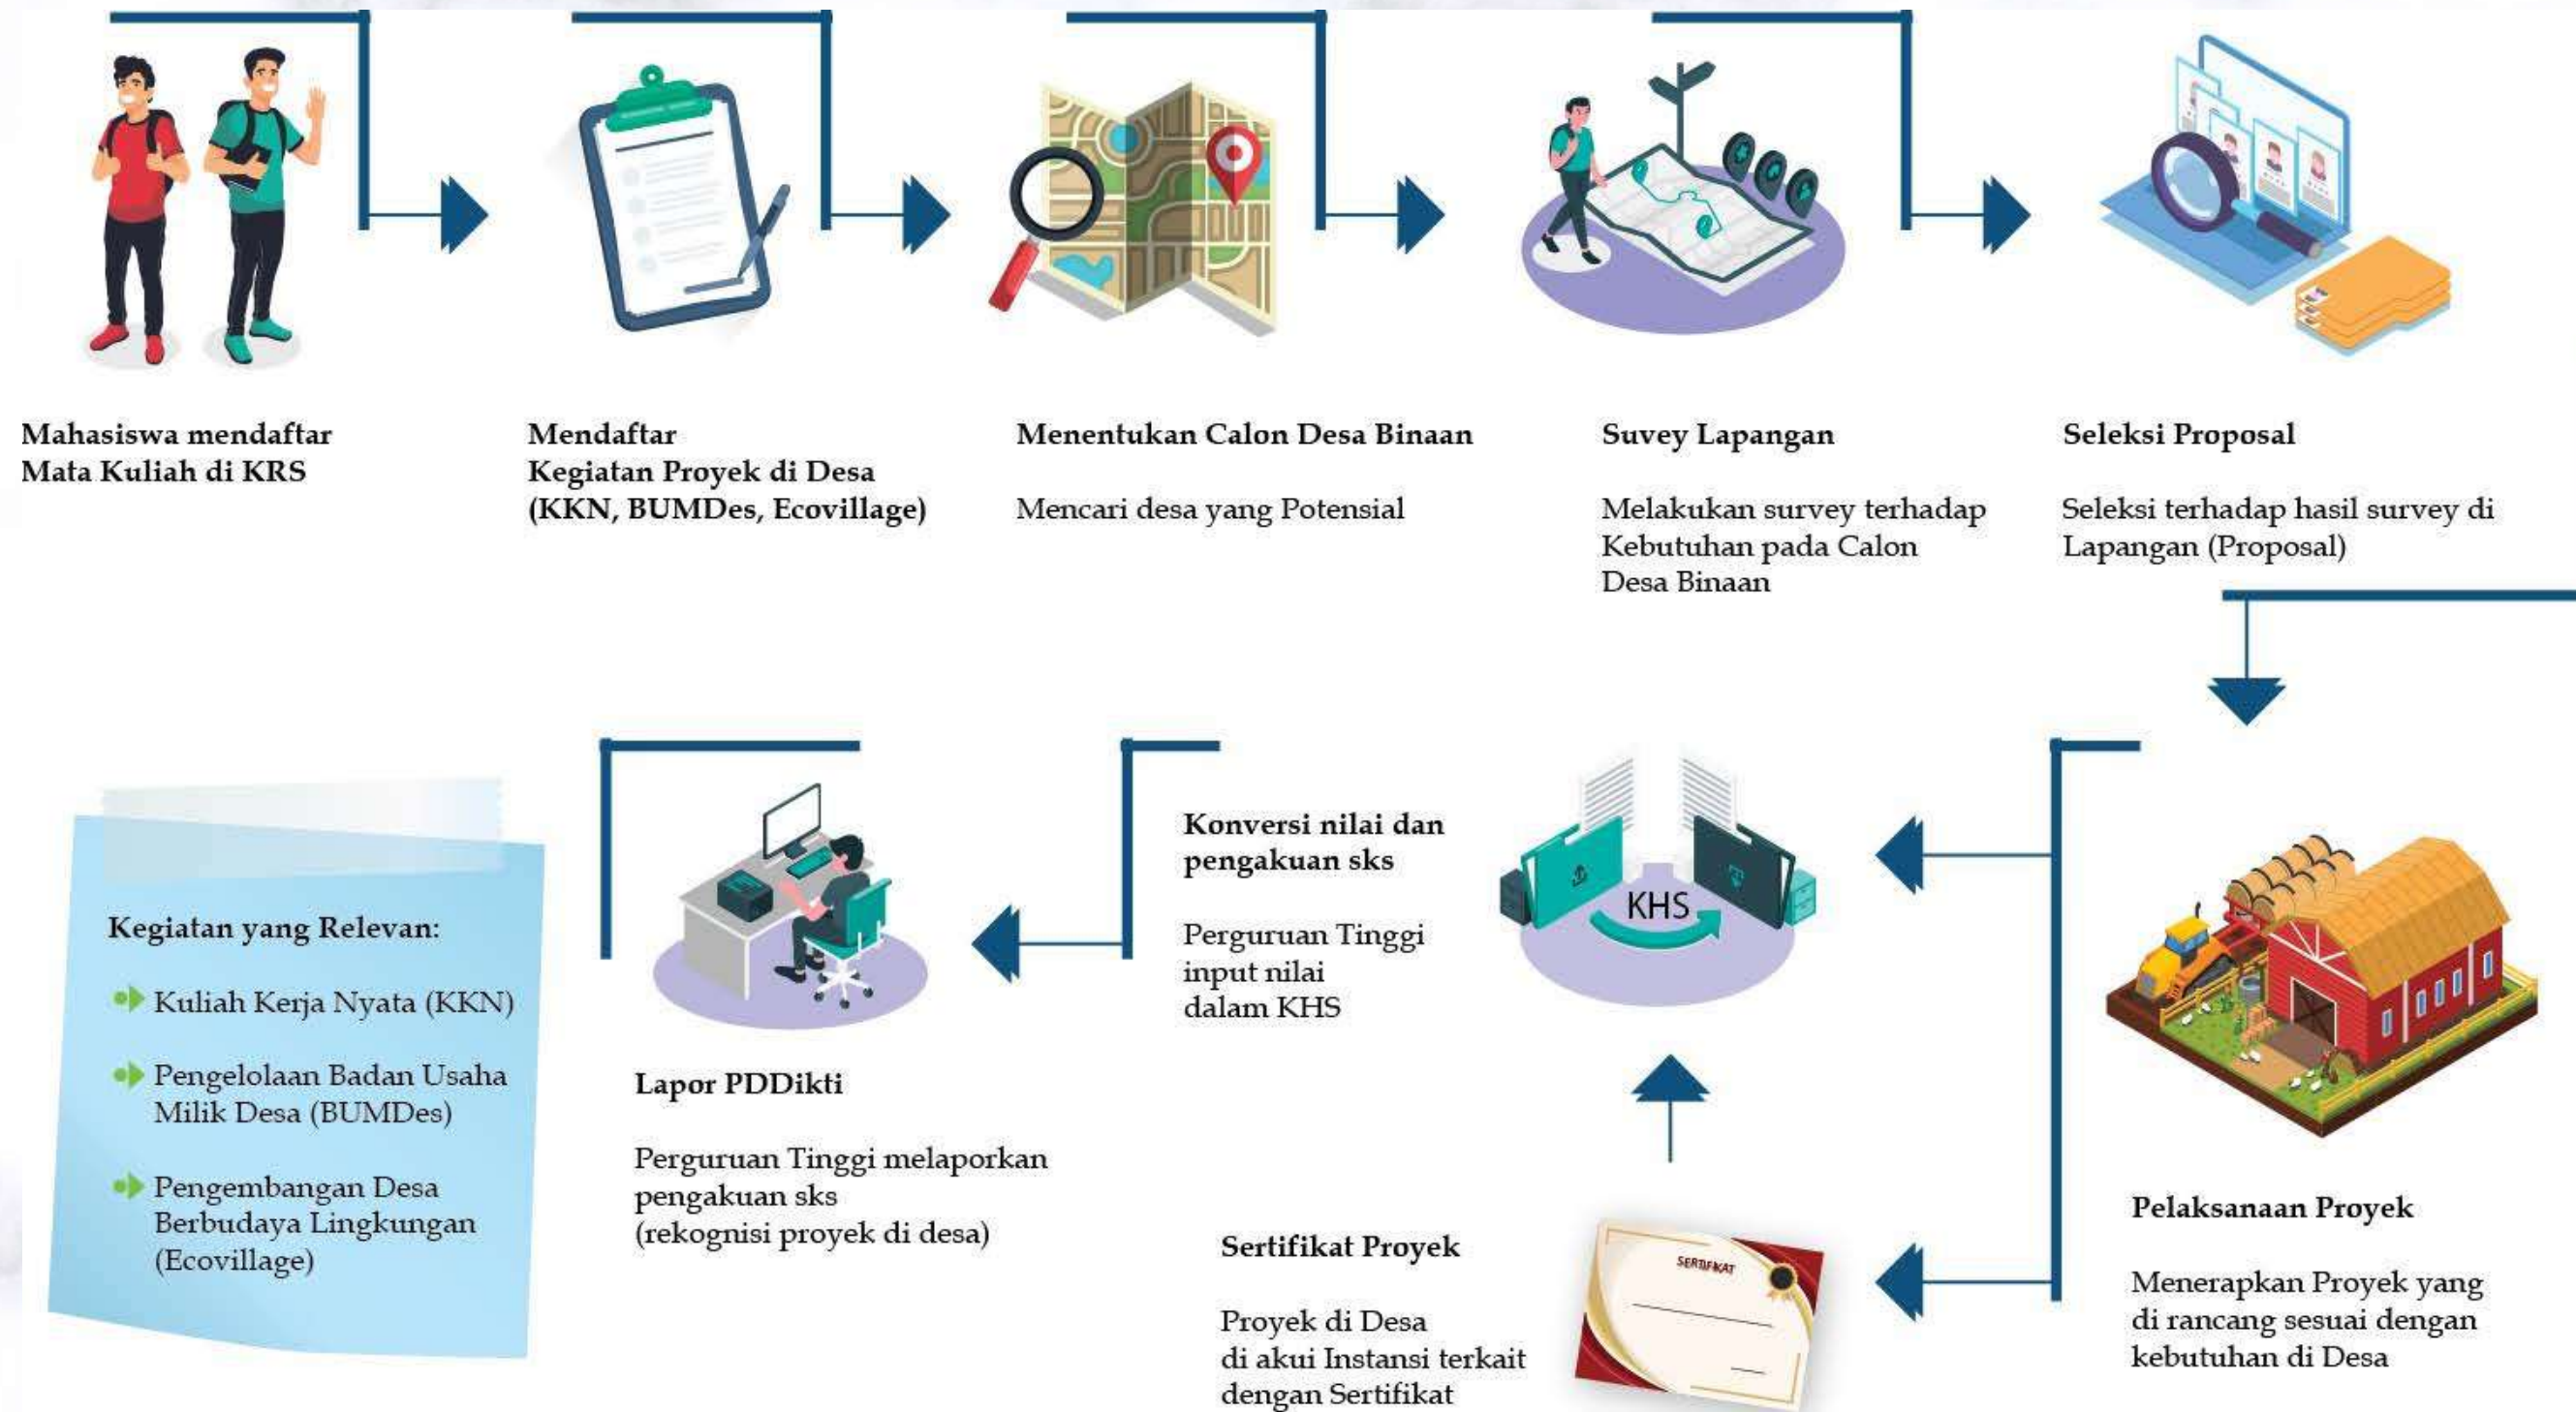 Mahasiswa mendaftar
Mata Kuliah di KRS
Mendaftar
Kegiatan Proyek di Desa
(KKN, BUMDes, Ecovillage)
Menentukan Calon Desa Binaan
Mencari desa yang Potensial
Suvey Lapangan
Melakukan survey terhadap
Kebutuhan pada Calon
Desa Binaan
Seleksi Proposal
Seleksi terhadap hasil survey di
Lapangan (Proposal)
Pelaksanaan Proyek
Menerapkan Proyek yang
di rancang sesuai dengan
kebutuhan di Desa
KHS
Konversi nilai dan
pengakuan sks
Perguruan Tinggi
input nilai
dalam KHS
SERTIFIKAT
Sertifikat Proyek
Proyek di Desa
di akui Instansi terkait
dengan Sertifikat
Lapor PDDikti
Perguruan Tinggi melaporkan
pengakuan sks
(rekognisi proyek di desa)
Kegiatan yang Relevan:
Kuliah Kerja Nyata (KKN)
Pengelolaan Badan Usaha
Milik Desa (BUMDes)
Pengembangan Desa
Berbudaya Lingkungan
(Ecovillage)